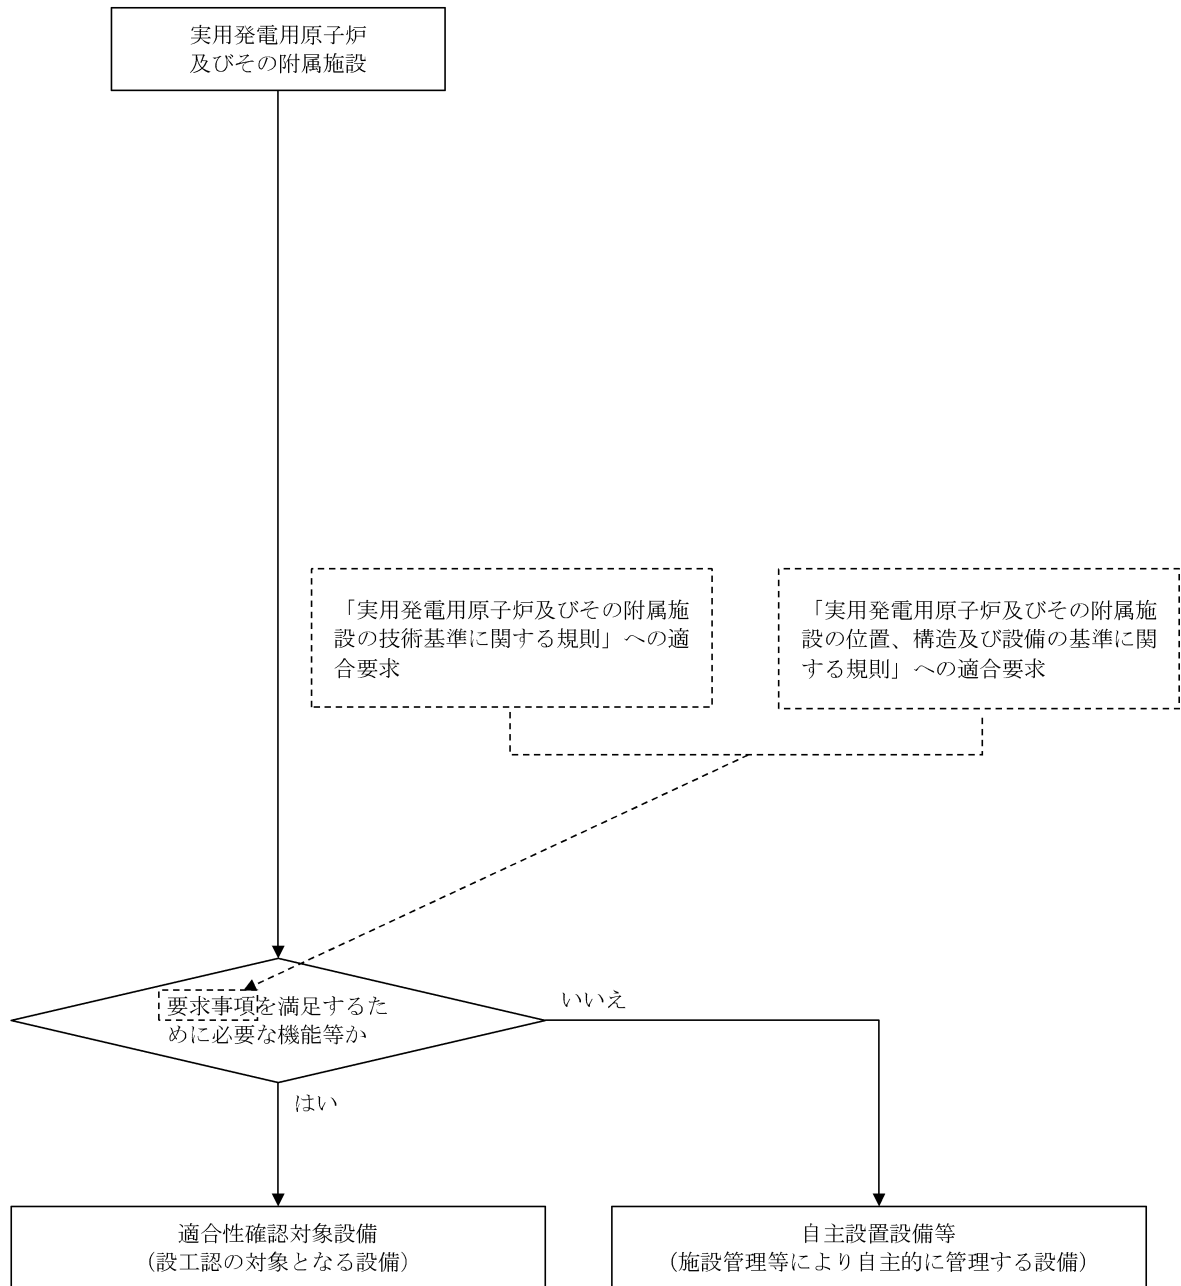 実用発電用原子炉
及びその附属施設
「実用発電用原子炉及びその附属施
設の技術基準に関する規則」への適
合要求
「実用発電用原子炉及びその附属施
設の位置、構造及び設備の基準に関
する規則」への適合要求
要求事項を満足するた
めに必要な機能等か
いいえ
はい
適合性確認対象設備
（設工認の対象となる設備）
自主設置設備等
（施設管理等により自主的に管理する設備）